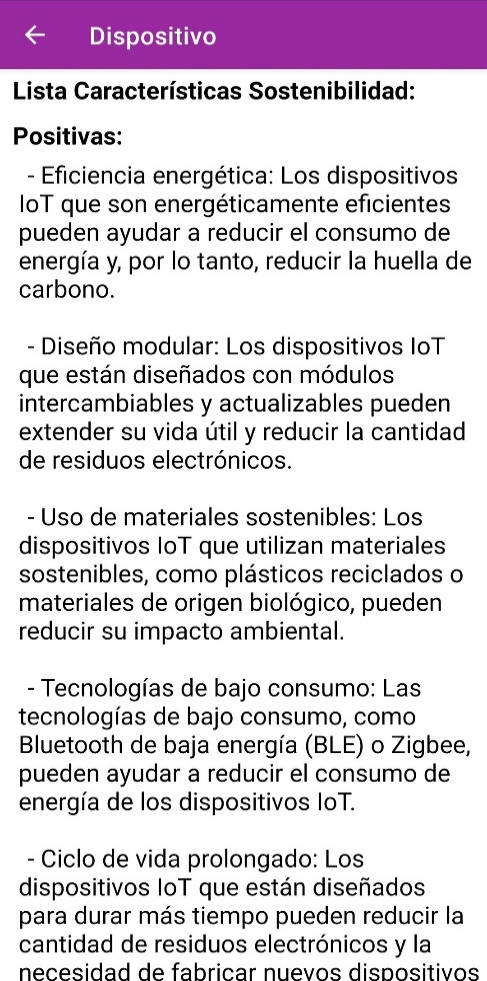 Dispositivo
Lista Características Sostenibilidad:
Positivas:
- Eficiencia energética: Los dispositivos
IoT que son energéticamente eficientes
pueden ayudar a reducir el consumo de
energía y, por lo tanto, reducir la huella de
carbono.
- Diseño modular: Los dispositivos IoT
que están diseñados con módulos
intercambiables y actualizables pueden
extender su vida útil y reducir la cantidad
de residuos electrónicos.
- Uso de materiales sostenibles: Los
dispositivos IoT que utilizan materiales
sostenibles, como plásticos reciclados o
materiales de origen biológico, pueden
reducir su impacto ambiental.
- Tecnologías de bajo consumo: Las
tecnologías de bajo consumo, como
Bluetooth de baja energía (BLE) o Zigbee,
pueden ayudar a reducir el consumo de
energía de los dispositivos IoT.
- Ciclo de vida prolongado: Los
dispositivos IoT que están diseñados
para durar más tiempo pueden reducir la
cantidad de residuos electrónicos y la
necesidad de fabricar nuevos dispositivos